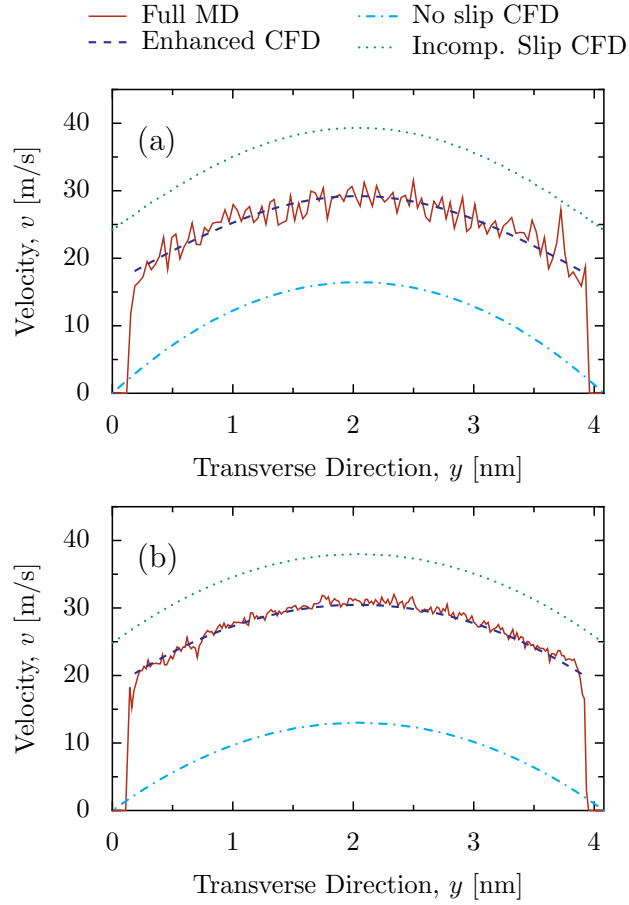 Full MD
Enhanced CFD
No slip CFD
Incomp. Slip CFD
(a)
40
30
20
10
0
Velocity, v [m/s]
0 1 2 3 4
Transverse Direction, y [nm]
(b)
40
30
20
10
0
Velocity, v [m/s]
0 1 2 3 4
Transverse Direction, y [nm]